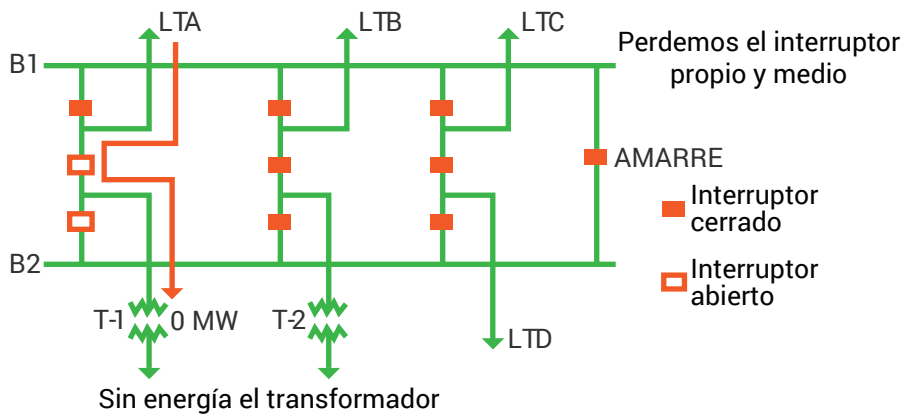 LTA
LTB
LTC
Perdemos el interruptor
propio y medio
B1
AMARRE
Interruptor
cerrado
B2
Interruptor
abierto
T-1
0 MW
T-2
LTD
Sin energía el transformador